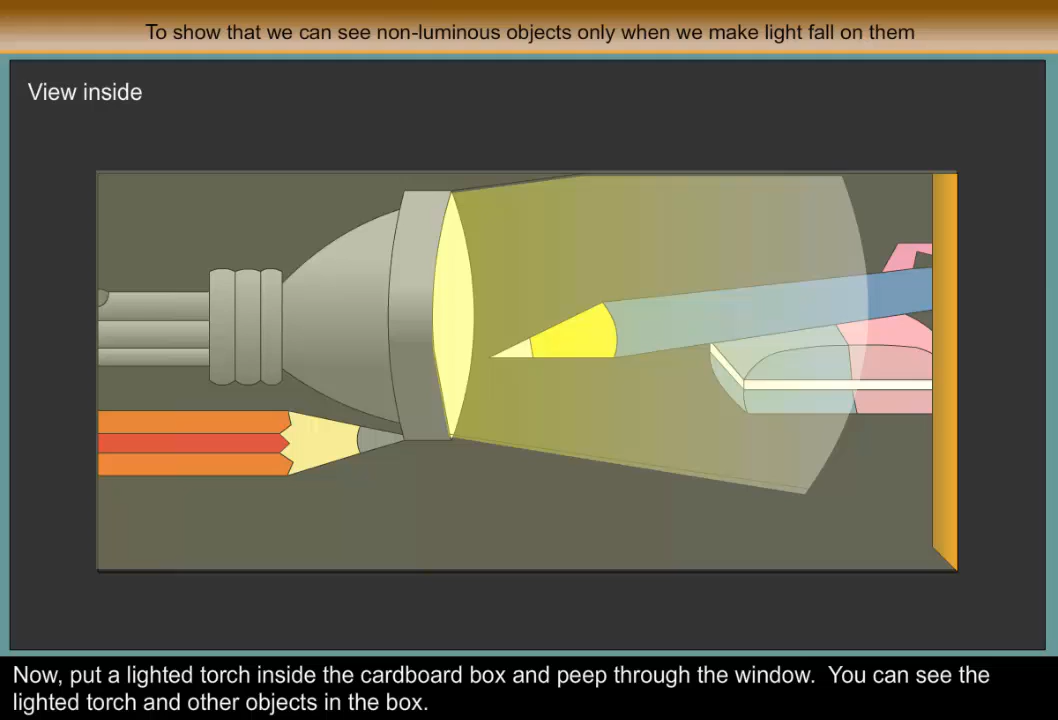 To show that we can see non-luminous objects only when we make light fall on them
View inside
Now, put a lighted torch inside the cardboard box and peep through the window.  You can see the
lighted torch and other objects in the box.